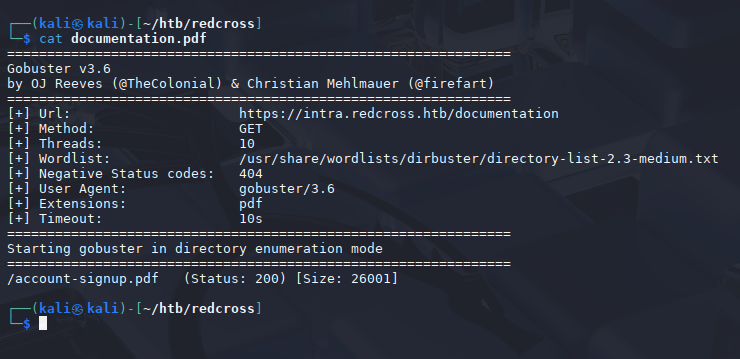 ┌──(kali㉿kali)-[~/htb/redcross]
└─$ cat documentation.pdf
===============================================================
Gobuster v3.6
by OJ Reeves (@TheColonial) & Christian Mehlmauer (@firefart)
===============================================================
[+] Url:                     https://intra.redcross.htb/documentation
[+] Method:                  GET
[+] Threads:                 10
[+] Wordlist:                /usr/share/wordlists/dirbuster/directory-list-2.3-medium.txt
[+] Negative Status codes:   404
[+] User Agent:              gobuster/3.6
[+] Extensions:              pdf
[+] Timeout:                 10s
===============================================================
Starting gobuster in directory enumeration mode
===============================================================
/account-signup.pdf   (Status: 200) [Size: 26001]
┌──(kali㉿kali)-[~/htb/redcross]
└─$